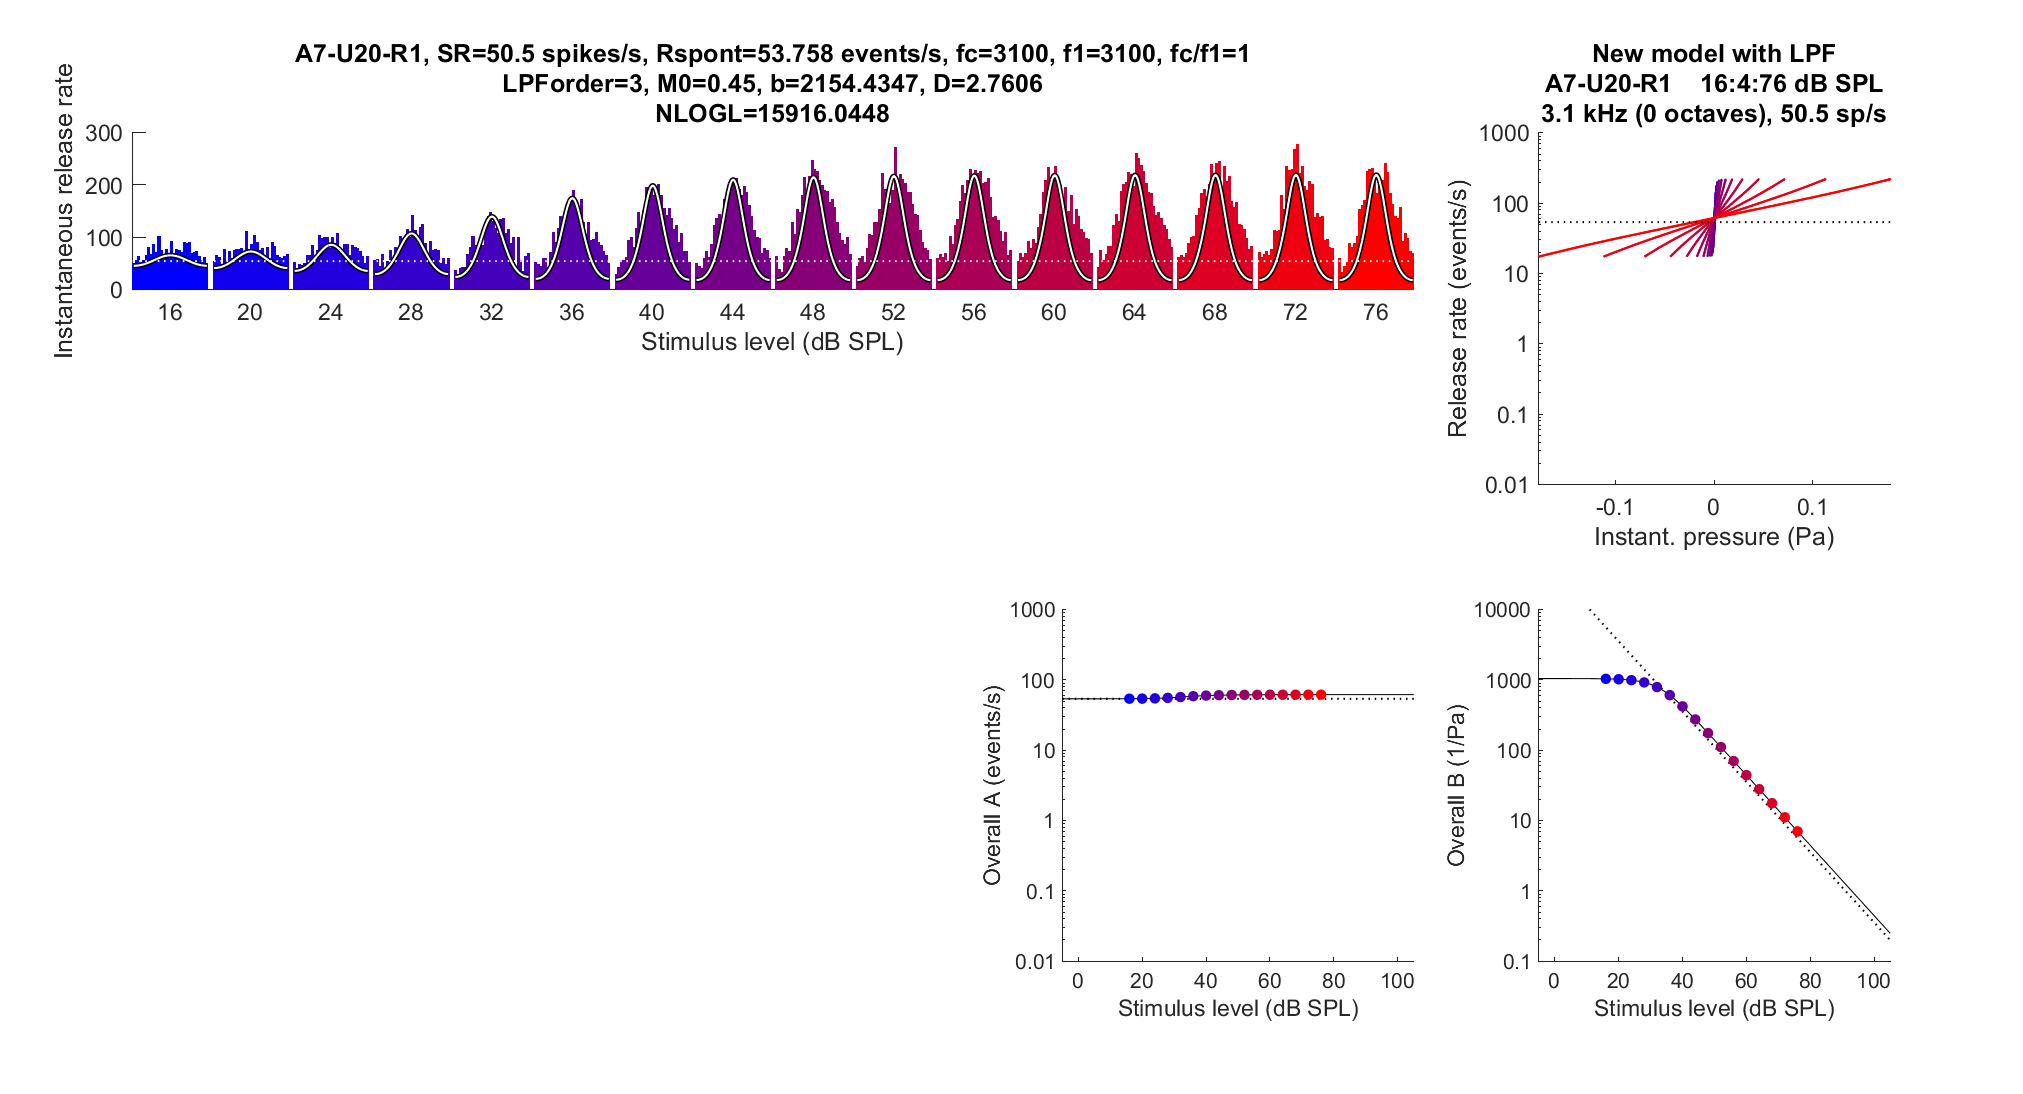 A7-U20-R1, SR=50.5 spikes/s, Rspont=53.758 events/s, fc=3100, f1=3100, fc/f1=1
LPForder=3, M0=0.45, b=2154.4347, D=2.7606
NLOGL=15916.0448
Instantaneous release rate
300
200
100
0
16 20 24 28 32 36 40 44 48 52 56 60 64 68 72 76
Stimulus level (dB SPL)
New model with LPF
A7-U20-R1 16:4:76 dB SPL
3.1 kHz (0 octaves), 50.5 sp/s
Release rate (events/s)
1000
100
10
1
0.1
0.01
-0.1 0 0.1
Instant. pressure (Pa)
Overall A (events/s)
1000
100
10
1
0.1
0.01
0 20 40 60 80 100
Stimulus level (dB SPL)
Overall B (1/Pa)
10000
1000
100
10
1
0.1
0 20 40 60 80 100
Stimulus level (dB SPL)